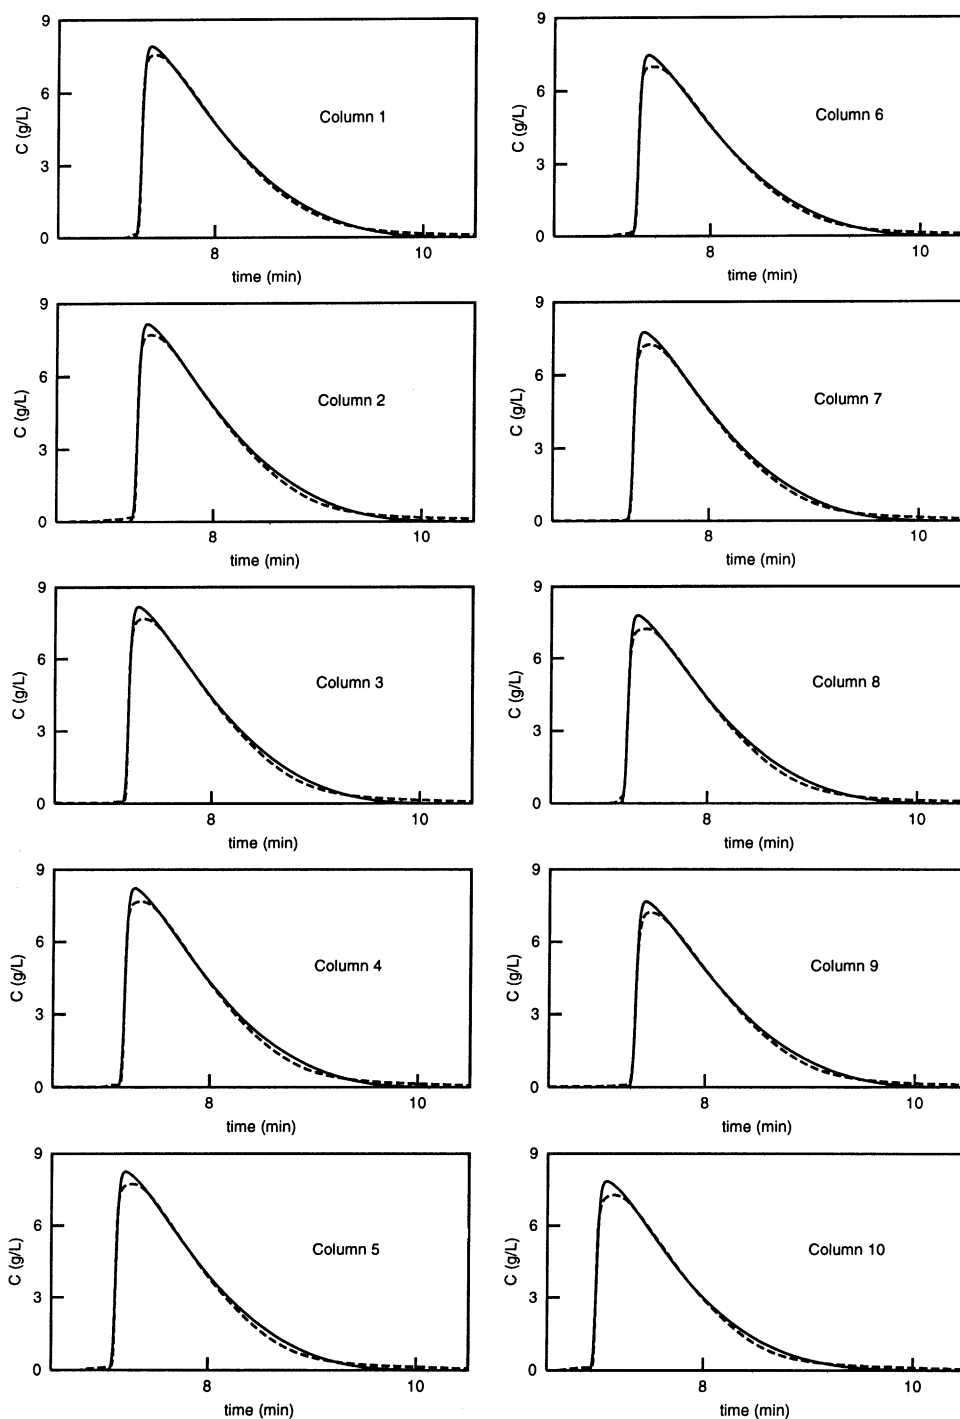 9
6
3
0
C (g/L)
Column 1
8
10
time (min)
9
6
3
0
C (g/L)
Column 6
8
10
time (min)
9
6
3
0
C (g/L)
Column 2
8
10
time (min)
9
6
3
0
C (g/L)
Column 7
8
10
time (min)
9
6
3
0
C (g/L)
Column 3
8
10
time (min)
9
6
3
0
C (g/L)
Column 8
8
10
time (min)
9
6
3
0
C (g/L)
Column 4
8
10
time (min)
9
6
3
0
C (g/L)
Column 9
8
10
time (min)
9
6
3
0
C (g/L)
Column 5
8
10
time (min)
9
6
3
0
C (g/L)
Column 10
8
10
time (min)